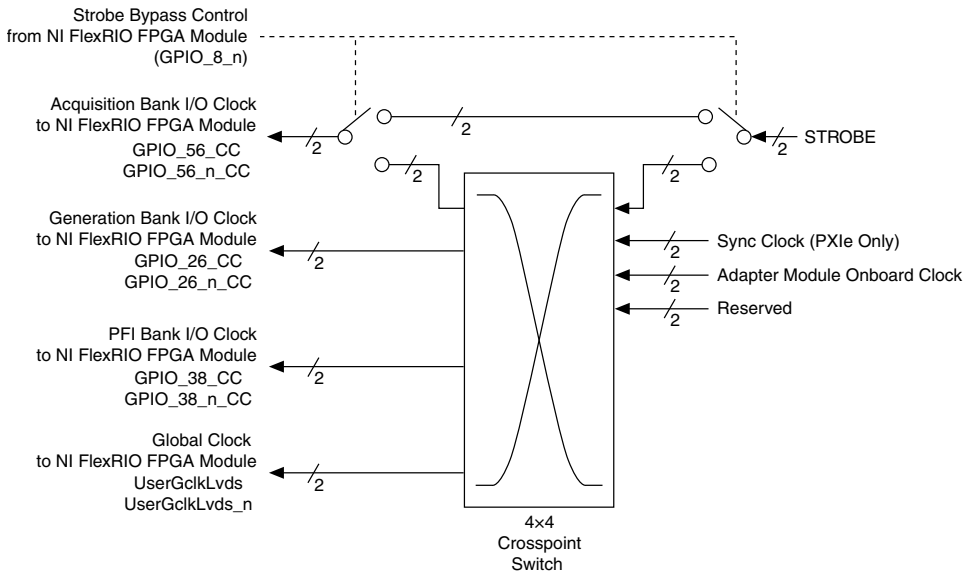 Strobe Bypass Control
from NI FlexRIO FPGA Module
(GPIO_8_n)
Acquisition Bank I/O Clock
to NI FlexRIO FPGA Module
GPIO_56_CC
GPIO_56_n_CC
2
2
2
STROBE
2
2
Generation Bank I/O Clock
to NI FlexRIO FPGA Module
GPIO_26_CC
GPIO_26_n_CC
2
2
Sync Clock (PXIe Only)
2
Adapter Module Onboard Clock
2
Reserved
PFI Bank I/O Clock
to NI FlexRIO FPGA Module
GPIO_38_CC
GPIO_38_n_CC
2
Global Clock
to NI FlexRIO FPGA Module
UserGclkLvds
UserGclkLvds_n
2
4×4
Crosspoint
Switch